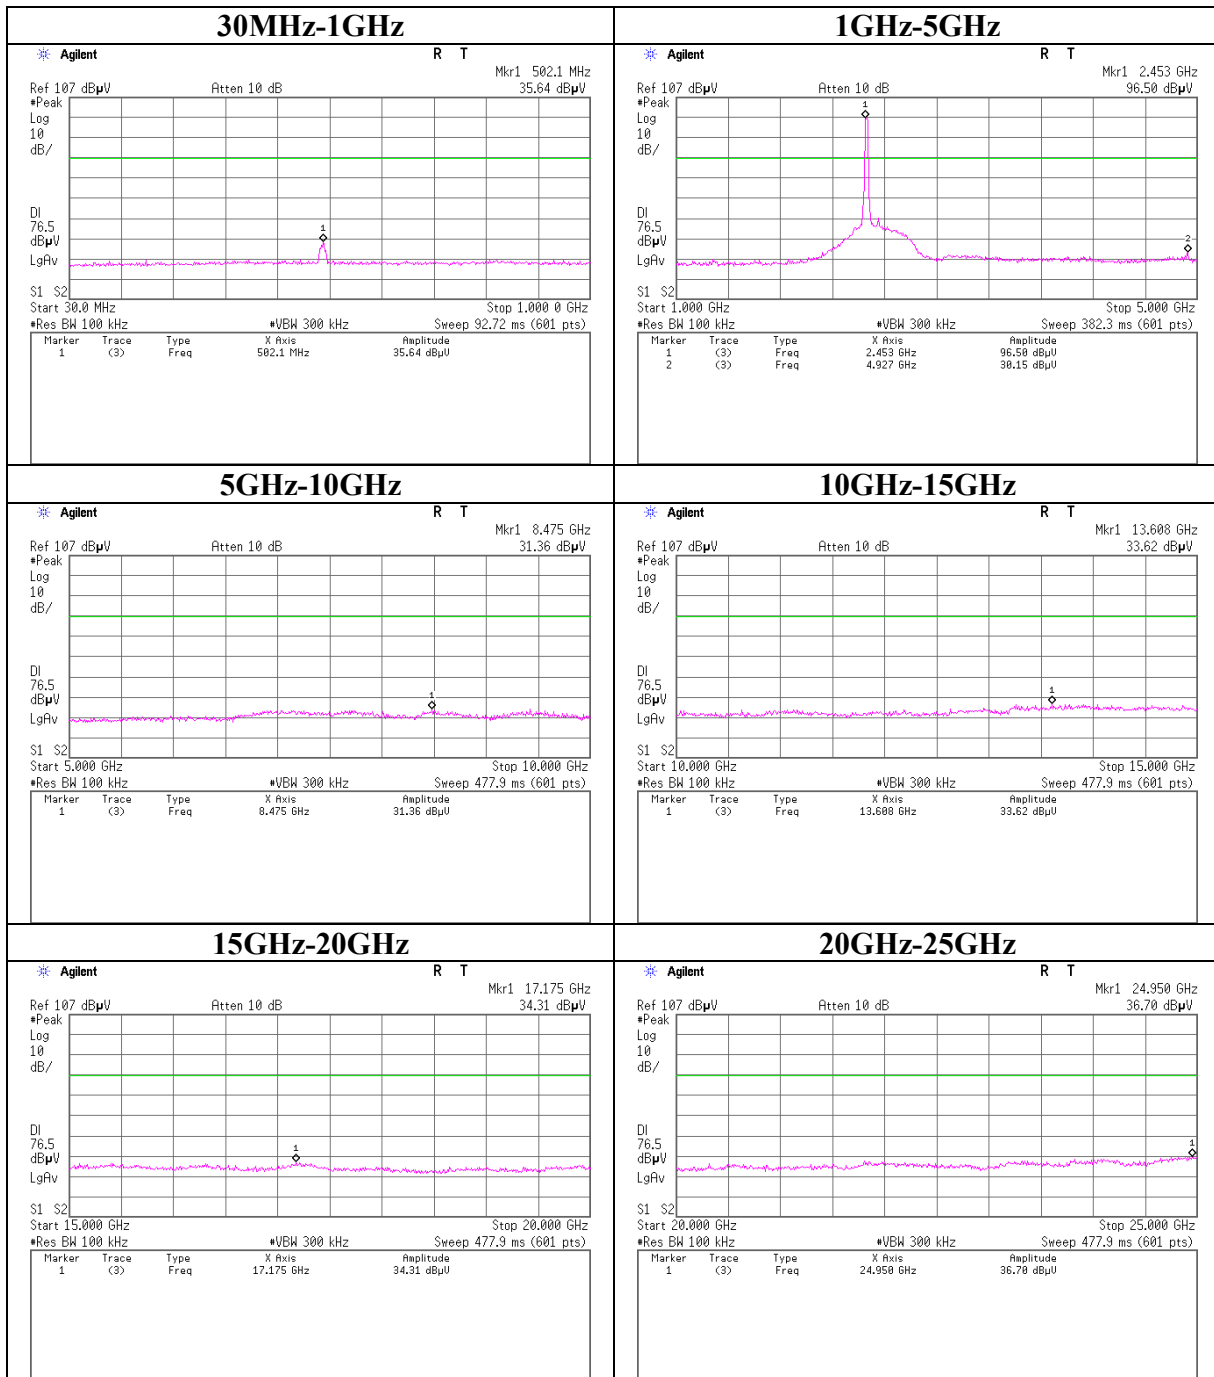 30MHz-1GHz
Agilent R T
Mkr1 502.1 MHz
Ref 107 dBµV Atten 10 dB 35.64 dBµV
#Peak
Log
10
dB/
1
DI
76.5
dBµV
LgAv
S1 S2
Start 30.0 MHz Stop 1.000 0 GHz
#Res BW 100 kHz #VBW 300 kHz Sweep 92.72 ms (601 pts)
Marker Trace Type X Axis Amplitude
1 (3) Freq 502.1 MHz 35.64 dBµV
1GHz-5GHz
Agilent R T
Mkr1 2.453 GHz
Ref 107 dBµV Atten 10 dB 96.50 dBµV
#Peak
Log
10
dB/
1
DI
76.5
dBµV
2
LgAv
S1 S2
Start 1.000 GHz Stop 5.000 GHz
#Res BW 100 kHz #VBW 300 kHz Sweep 382.3 ms (601 pts)
Marker Trace Type X Axis Amplitude
1 (3) Freq 2.453 GHz 96.50 dBµV
2 (3) Freq 4.927 GHz 30.15 dBµV
5GHz-10GHz
Agilent R T
Mkr1 8.475 GHz
Ref 107 dBµV Atten 10 dB 31.36 dBµV
#Peak
Log
10
dB/
DI
76.5
dBµV
1
LgAv
S1 S2
Start 5.000 GHz Stop 10.000 GHz
#Res BW 100 kHz #VBW 300 kHz Sweep 477.9 ms (601 pts)
Marker Trace Type X Axis Amplitude
1 (3) Freq 8.475 GHz 31.36 dBµV
10GHz-15GHz
Agilent R T
Mkr1 13.608 GHz
Ref 107 dBµV Atten 10 dB 33.62 dBµV
#Peak
Log
10
dB/
DI
76.5
1
dBµV
LgAv
S1 S2
Start 10.000 GHz Stop 15.000 GHz
#Res BW 100 kHz #VBW 300 kHz Sweep 477.9 ms (601 pts)
Marker Trace Type X Axis Amplitude
1 (3) Freq 13.608 GHz 33.62 dBµV
15GHz-20GHz
Agilent R T
Mkr1 17.175 GHz
Ref 107 dBµV Atten 10 dB 34.31 dBµV
#Peak
Log
10
dB/
DI
76.5
1
dBµV
LgAv
S1 S2
Start 15.000 GHz Stop 20.000 GHz
#Res BW 100 kHz #VBW 300 kHz Sweep 477.9 ms (601 pts)
Marker Trace Type X Axis Amplitude
1 (3) Freq 17.175 GHz 34.31 dBµV
20GHz-25GHz
Agilent R T
Mkr1 24.950 GHz
Ref 107 dBµV Atten 10 dB 36.70 dBµV
#Peak
Log
10
dB/
DI
76.5
1
dBµV
LgAv
S1 S2
Start 20.000 GHz Stop 25.000 GHz
#Res BW 100 kHz #VBW 300 kHz Sweep 477.9 ms (601 pts)
Marker Trace Type X Axis Amplitude
1 (3) Freq 24.950 GHz 36.70 dBµV